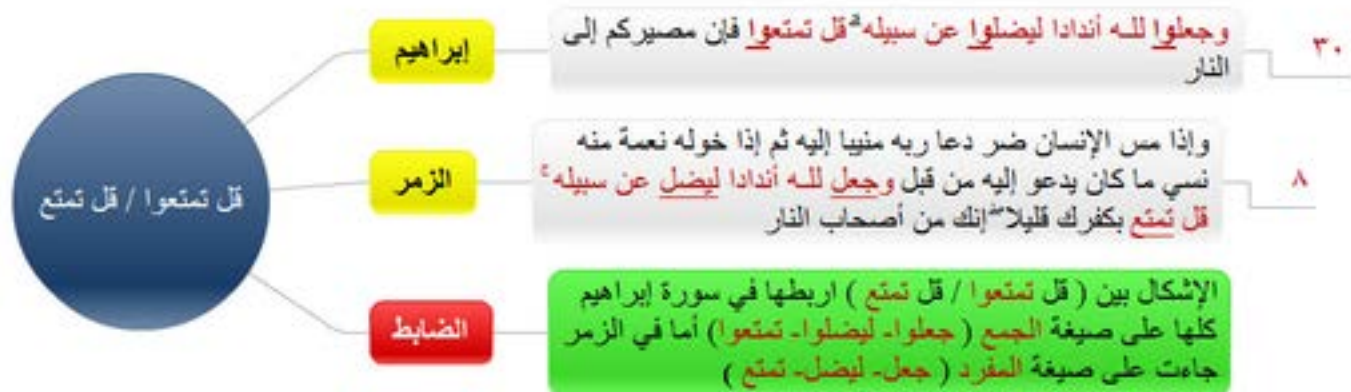 قل تمتعوا / قل تمتع
إبراهيم
وجعلوا للـه أندادا ليضلوا عن سبيله ۗ قل تمتعوا فإن مصيركم إلى
النار
٣٠
الزمر
وإذا مس الإنسان ضر دعا ربه منيبا إليه ثم إذا خوله نعمة منه
نسي ما كان يدعو إليه من قبل وجعل للـه أندادا ليضل عن سبيله ۚ
قل تمتع بكفرك قليلا ۖ إنك من أصحاب النار
٨
الضابط
الإشكال بين ( قل تمتعوا / قل تمتع ) اربطها في سورة إبراهيم
كلها على صيغة الجمع ( جعلوا- ليضلوا- تمتعوا) أما في الزمر
جاءت على صيغة المفرد ( جعل- ليضل- تمتع )